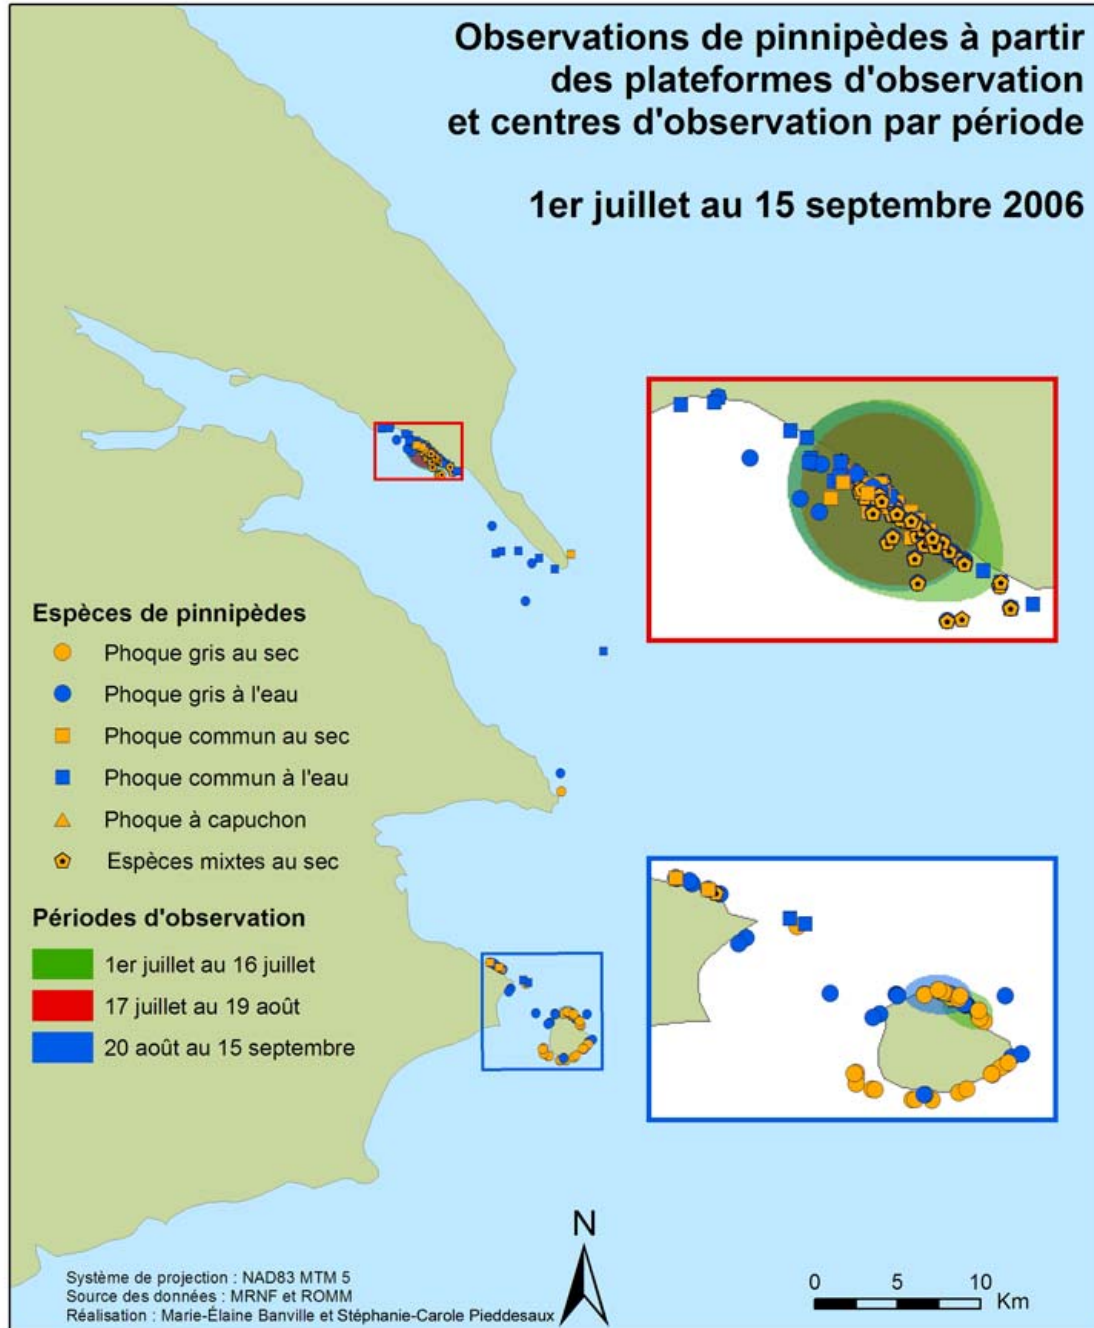 Observations de pinnipèdes à partir
des plateformes d'observation
et centres d'observation par période
1er juillet au 15 septembre 2006
Espèces de pinnipèdes
Phoque gris au sec
Phoque gris à l'eau
Phoque commun au sec
Phoque commun à l'eau
Phoque à capuchon
Espèces mixtes au sec
Périodes d'observation
1er juillet au 16 juillet
17 juillet au 19 août
20 août au 15 septembre
N
Système de projection : NAD83 MTM 5
Source des données : MRNF et ROMM
Réalisation : Marie-Élaine Banville et Stéphanie-Carole Pieddesaux
0 5 10
Km